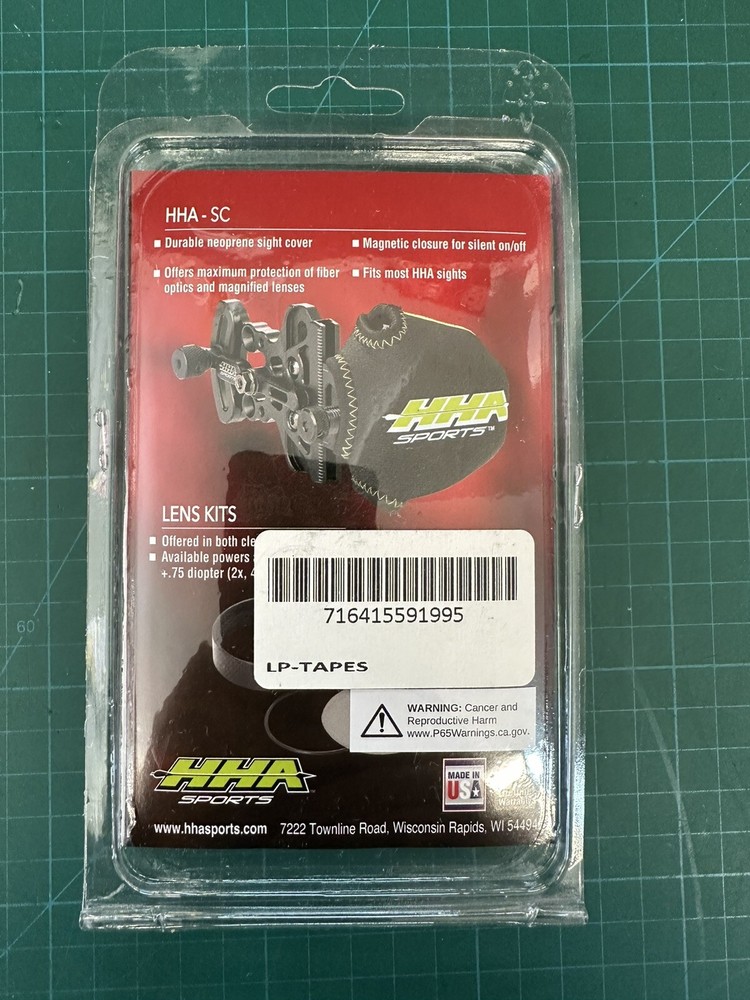 HHA - SC
■ Durable neoprene sight cover
■ Offers maximum protection of fiber
optics and magnified lenses
■ Magnetic closure for silent on/off
■ Fits most HHA sights
HHA
SPORTS™
LENS KITS
■ Offered in both
■ Available powers
+.75 diopter (2x,
716415591995
LP-TAPES
WARNING: Cancer and
Reproductive Harm
www.P65Warnings.ca.gov.
HHA
SPORTS
MADE IN
USA
www.hhasports.com 7222 Townline Road, Wisconsin Rapids, WI 54494
60